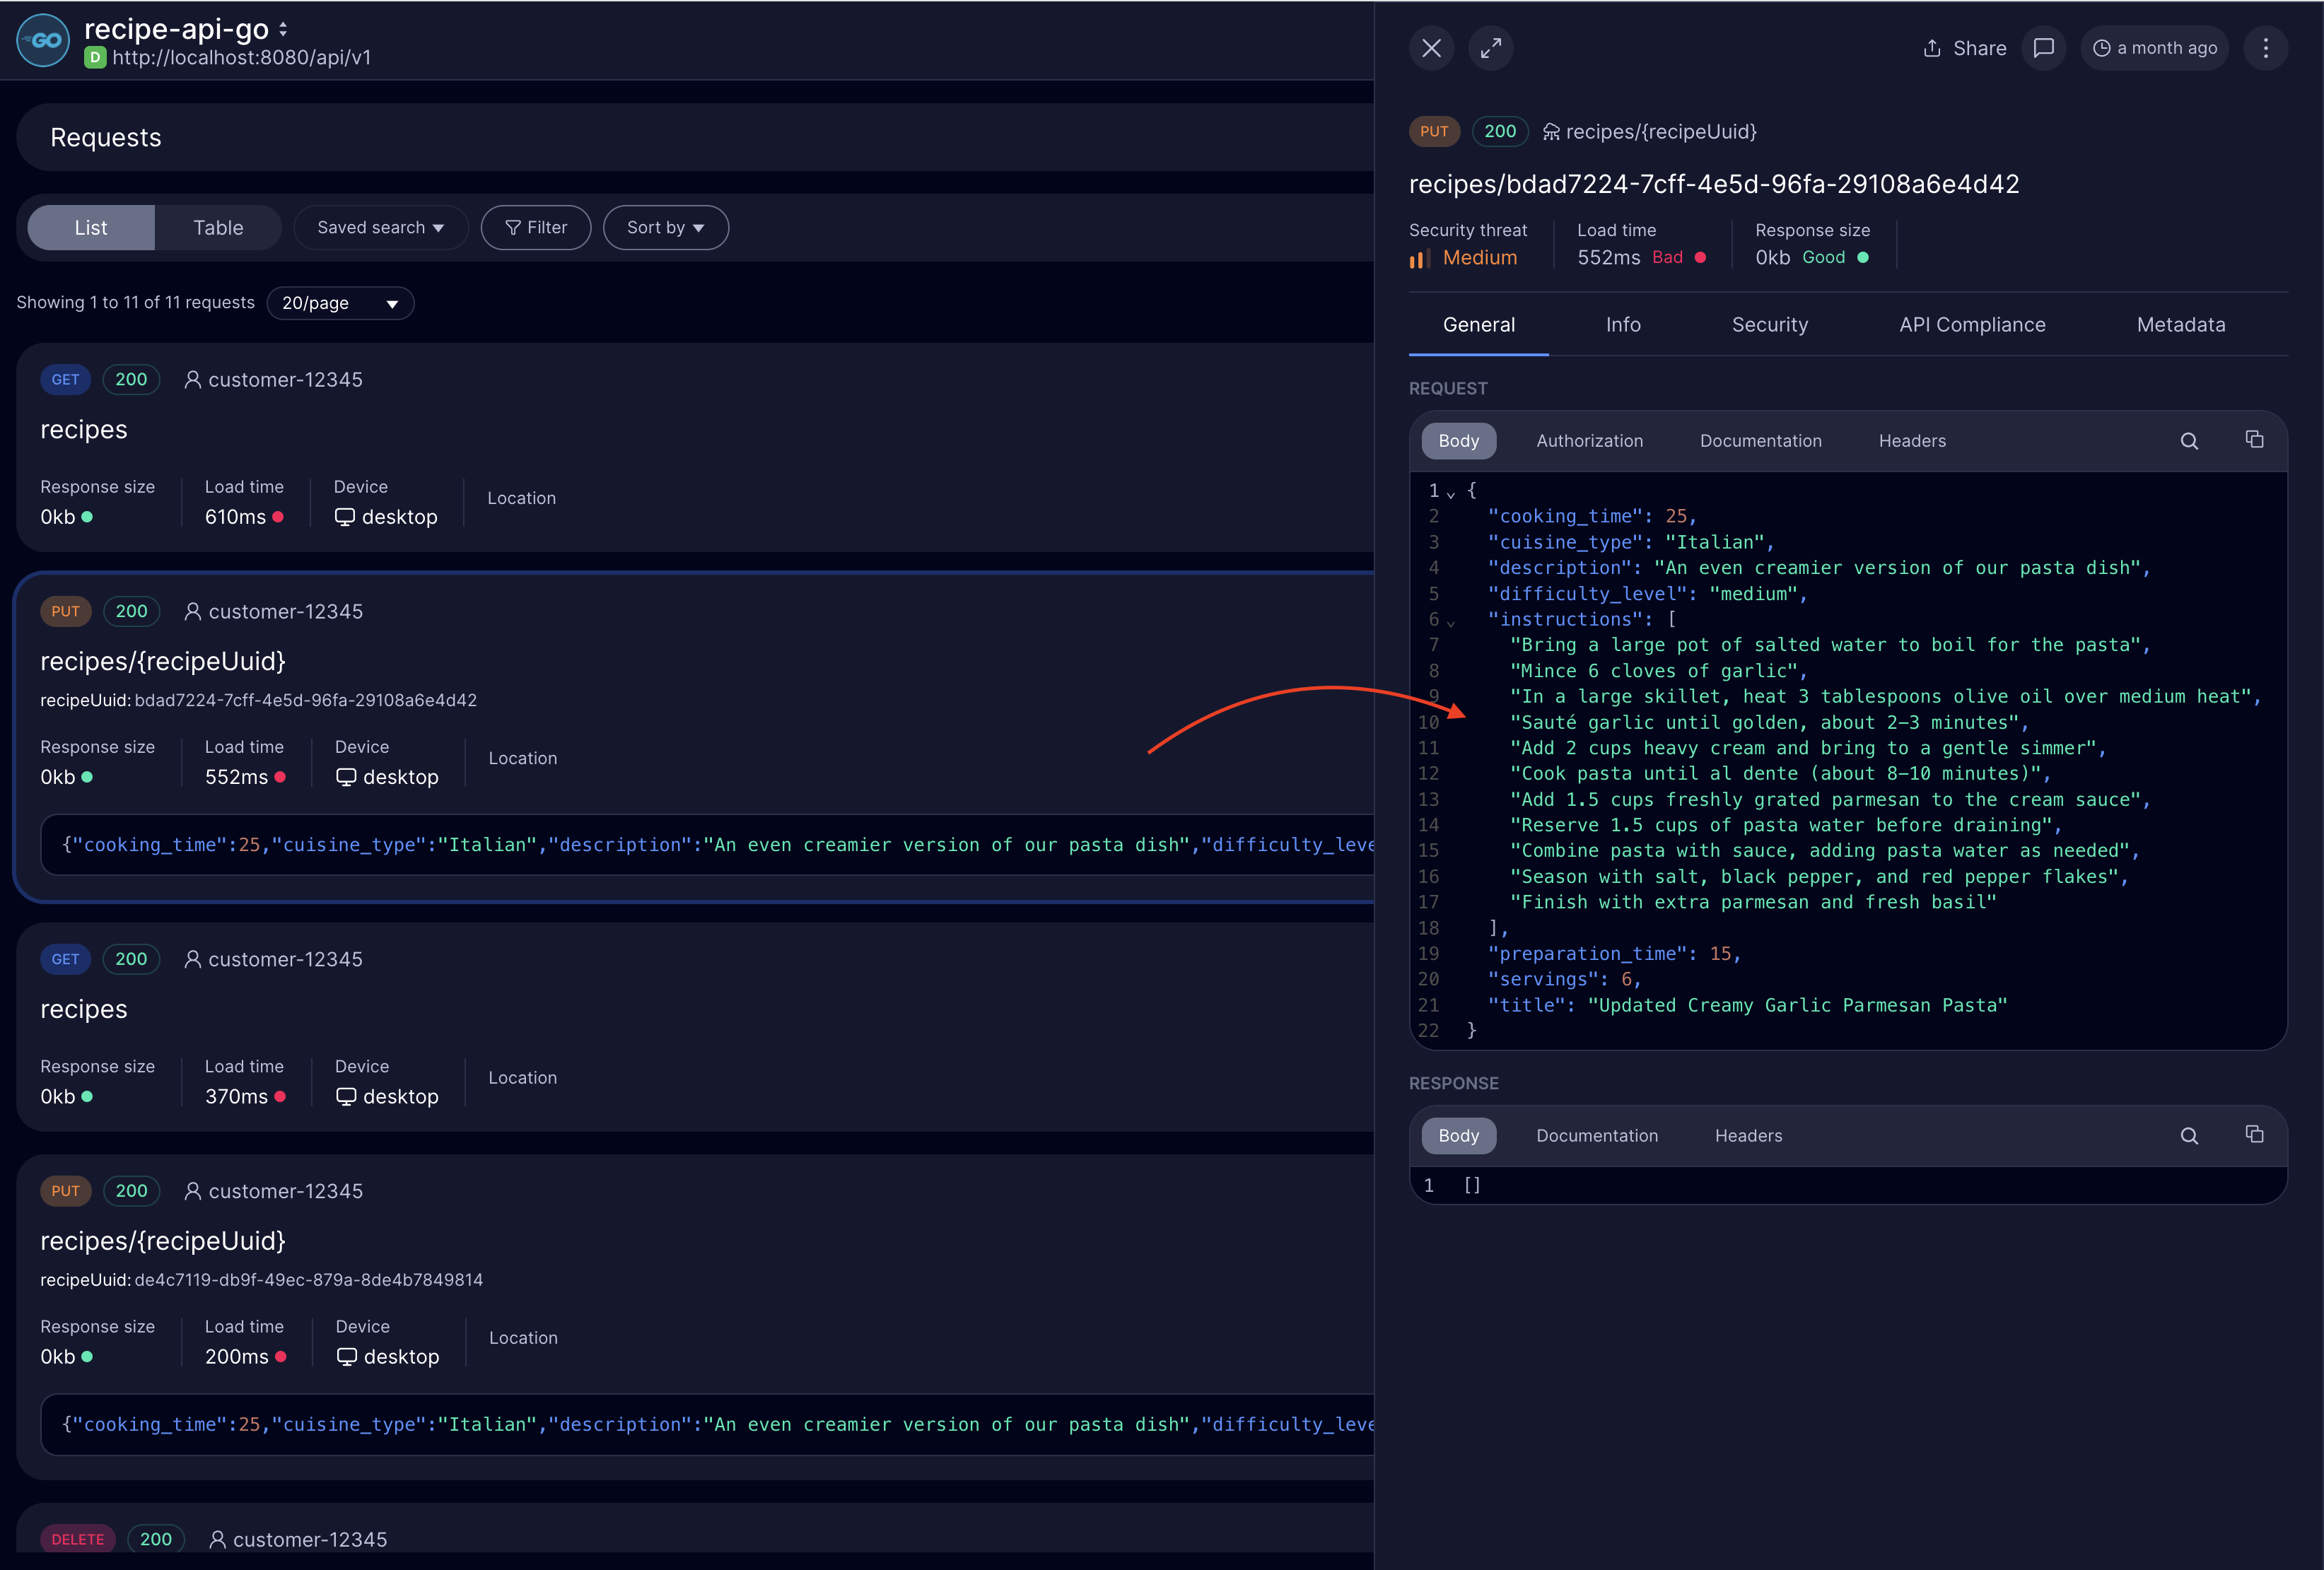 GO
recipe-api-go
D http://localhost:8080/api/v1
Requests
List Table Saved search Filter Sort by
Showing 1 to 11 of 11 requests 20/page
GET 200 customer-12345
recipes
Response size Load time Device Location
0kb 610ms desktop
PUT 200 customer-12345
recipes/{recipeUuid}
recipeUuid: bdad7224-7cff-4e5d-96fa-29108a6e4d42
Response size Load time Device Location
0kb 552ms desktop
{"cooking_time":25,"cuisine_type":"Italian","description":"An even creamier version of our pasta dish","difficulty_leve
GET 200 customer-12345
recipes
Response size Load time Device Location
0kb 370ms desktop
PUT 200 customer-12345
recipes/{recipeUuid}
recipeUuid: de4c7119-db9f-49ec-879a-8de4b7849814
Response size Load time Device Location
0kb 200ms desktop
{"cooking_time":25,"cuisine_type":"Italian","description":"An even creamier version of our pasta dish","difficulty_leve
DELETE 200 customer-12345
Share a month ago
PUT 200 recipes/{recipeUuid}
recipes/bdad7224-7cff-4e5d-96fa-29108a6e4d42
Security threat Load time Response size
Medium 552ms Bad 0kb Good
General Info Security API Compliance Metadata
REQUEST
Body Authorization Documentation Headers
1 {
2 "cooking_time": 25,
3 "cuisine_type": "Italian",
4 "description": "An even creamier version of our pasta dish",
5 "difficulty_level": "medium",
6 "instructions": [
7 "Bring a large pot of salted water to boil for the pasta",
8 "Mince 6 cloves of garlic",
9 "In a large skillet, heat 3 tablespoons olive oil over medium heat",
10 "Sauté garlic until golden, about 2-3 minutes",
11 "Add 2 cups heavy cream and bring to a gentle simmer",
12 "Cook pasta until al dente (about 8-10 minutes)",
13 "Add 1.5 cups freshly grated parmesan to the cream sauce",
14 "Reserve 1.5 cups of pasta water before draining",
15 "Combine pasta with sauce, adding pasta water as needed",
16 "Season with salt, black pepper, and red pepper flakes",
17 "Finish with extra parmesan and fresh basil"
18 ],
19 "preparation_time": 15,
20 "servings": 6,
21 "title": "Updated Creamy Garlic Parmesan Pasta"
22 }
RESPONSE
Body Documentation Headers
1 []